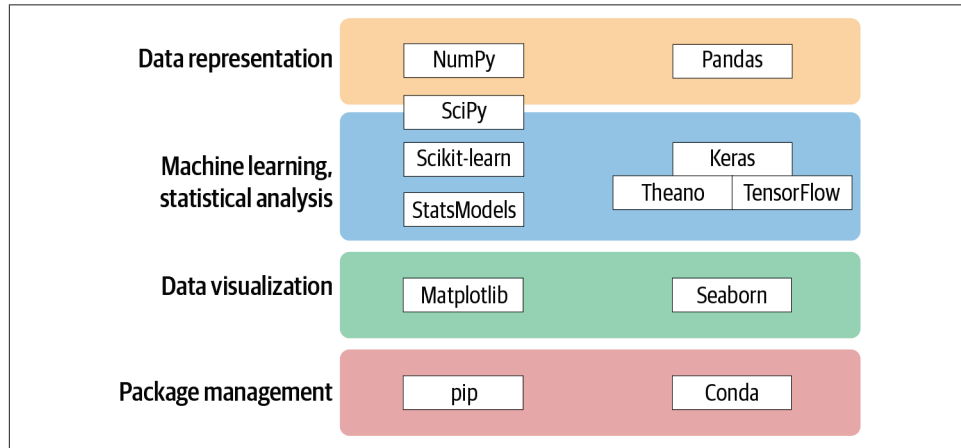 Data representation
NumPy
Pandas
SciPy
Machine learning,
statistical analysis
Scikit-learn
Keras
Theano
TensorFlow
StatsModels
Data visualization
Matplotlib
Seaborn
Package management
pip
Conda